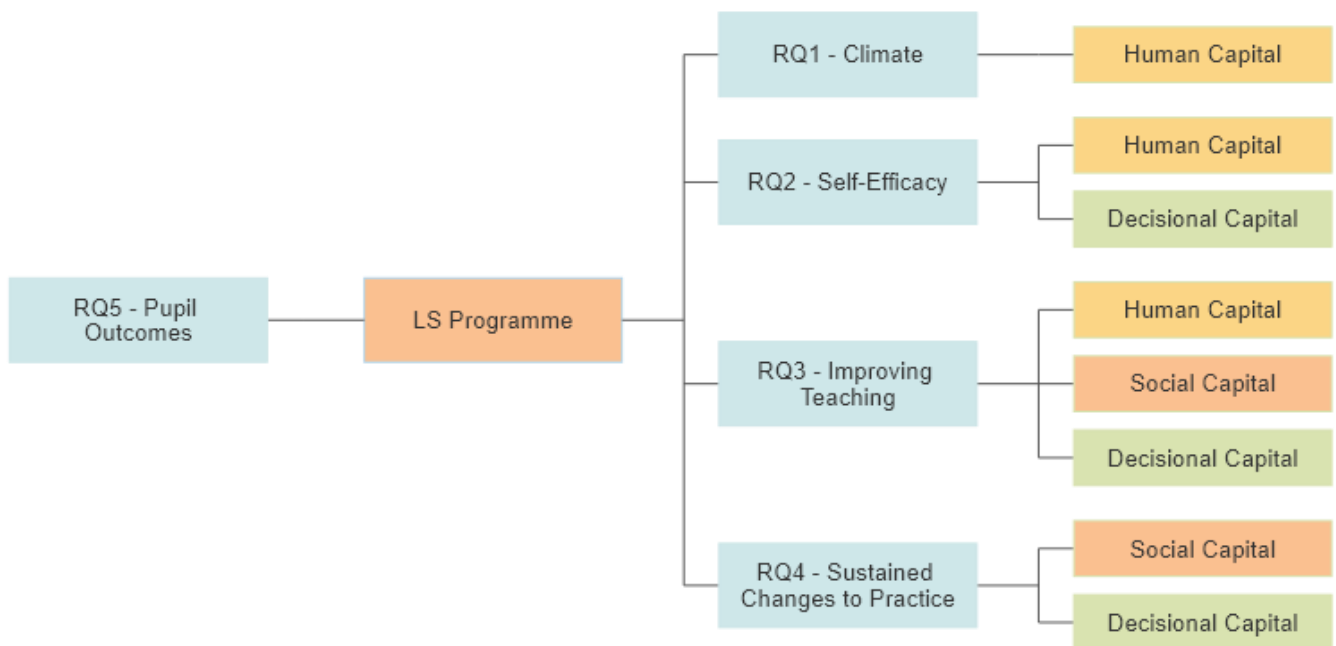 RQ1 - Climate
Human Capital
RQ2 - Self-Efficacy
Human Capital
Decisional Capital
RQ5 - Pupil
Outcomes
LS Programme
RQ3 - Improving
Teaching
Human Capital
Social Capital
Decisional Capital
RQ4 - Sustained
Changes to Practice
Social Capital
Decisional Capital